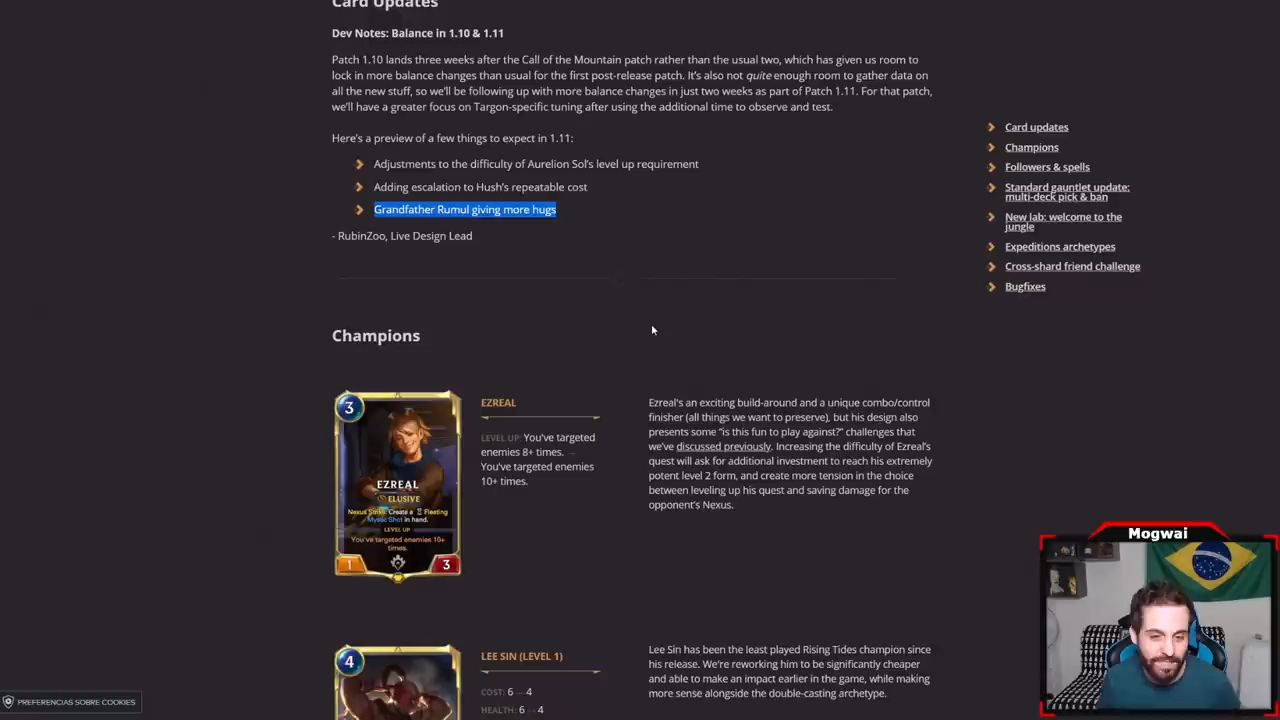 Card Updates
Dev Notes: Balance in 1.10 & 1.11
Patch 1.10 lands three weeks after the Call of the Mountain patch rather than the usual two, which has given us room to
lock in more balance changes than usual for the first post-release patch. It's also not quite enough room to gather data on
all the new stuff, so we'll be following up with more balance changes in just two weeks as part of Patch 1.11. For that patch,
we'll have a greater focus on Targon-specific tuning after using the additional time to observe and test.
Here's a preview of a few things to expect in 1.11:
Adjustments to the difficulty of Aurelion Sol's level up requirement
Adding escalation to Hush's repeatable cost
Grandfather Rumul giving more hugs
- RubinZoo, Live Design Lead
Card updates
Champions
Followers & spells
Standard gauntlet update:
multi-deck pick & ban
New lab: welcome to the
jungle
Expeditions archetypes
Cross-shard friend challenge
Bugfixes
Champions
3
EZREAL
ELUSIVE
Nexus Strike: Create a Fleeting
Mystic Shot in hand.
LEVEL UP
You've targeted enemies 10+
times.
1
3
EZREAL
LEVEL UP: You've targeted
enemies 8+ times. →
You've targeted enemies
10+ times.
Ezreal's an exciting build-around and a unique combo/control
finisher (all things we want to preserve), but his design also
presents some "is this fun to play against?" challenges that
we've discussed previously. Increasing the difficulty of Ezreal's
quest will ask for additional investment to reach his extremely
potent level 2 form, and create more tension in the choice
between leveling up his quest and saving damage for the
opponent's Nexus.
4
LEE SIN (LEVEL 1)
COST: 6 → 4
HEALTH: 6 → 4
Lee Sin has been the least played Rising Tides champion since
his release. We're reworking him to be significantly cheaper
and able to make an impact earlier in the game, while making
more sense alongside the double-casting archetype.
Mogwai
PREFERENCIAS SOBRE COOKIES